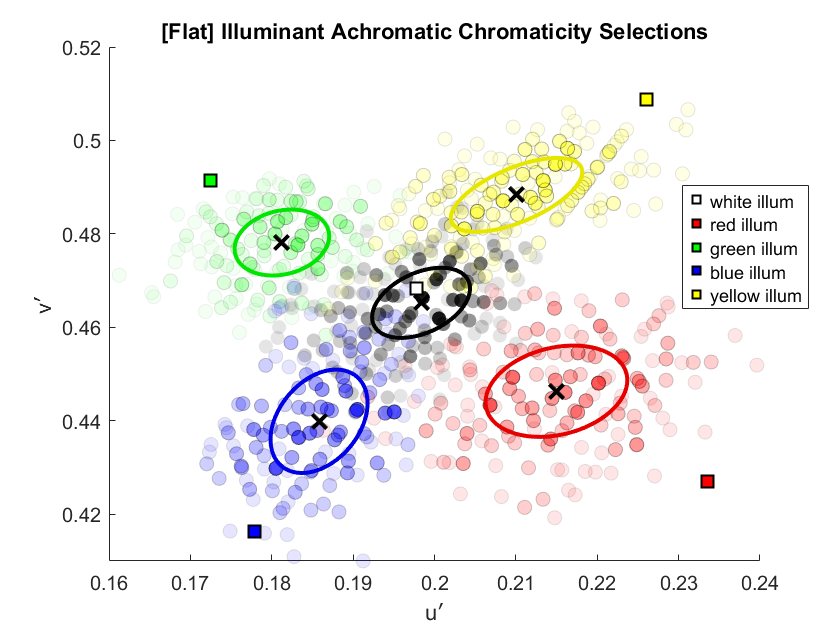 [Flat] Illuminant Achromatic Chromaticity Selections
0.52
0.5
0.48
0.46
0.44
0.42
v′
white illum
red illum
green illum
blue illum
yellow illum
0.16 0.17 0.18 0.19 0.2 0.21 0.22 0.23 0.24
u′